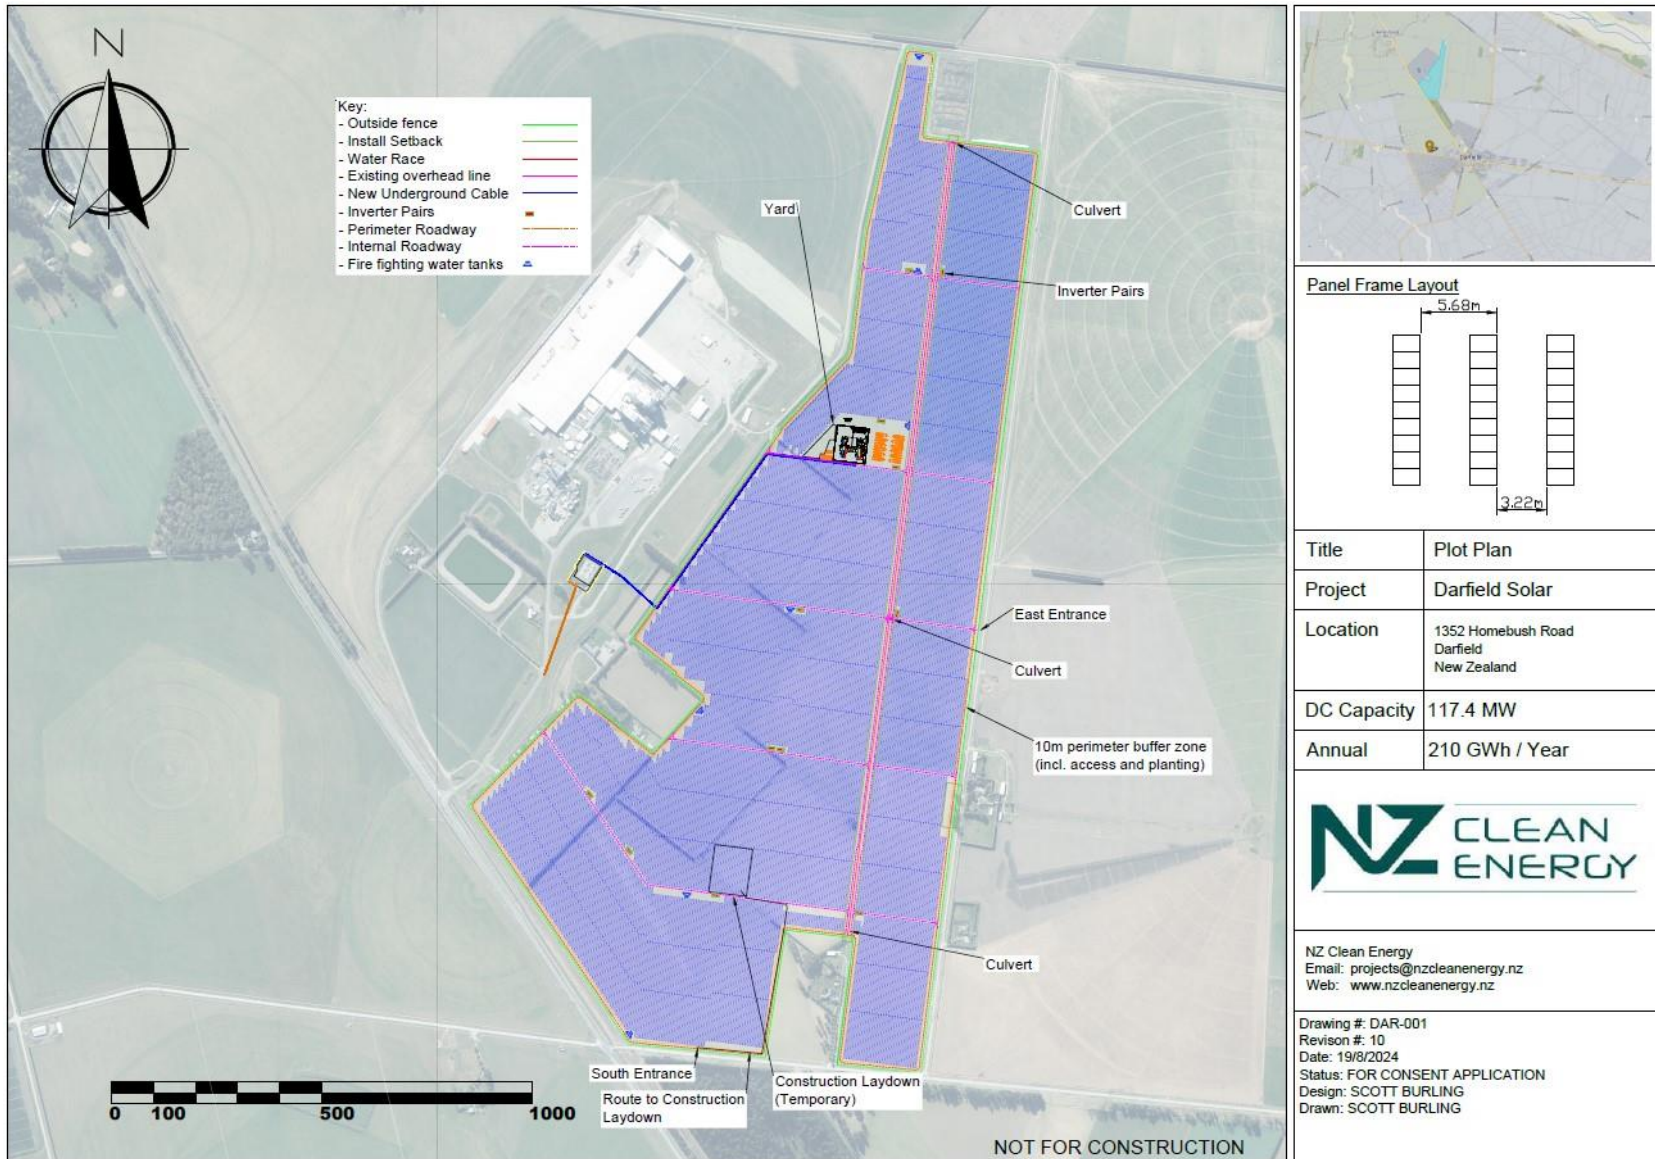 N
Key:
- Outside fence
- Install Setback
- Water Race
- Existing overhead line
- New Underground Cable
- Inverter Pairs
- Perimeter Roadway
- Internal Roadway
- Fire fighting water tanks
Yard
Culvert
Inverter Pairs
East Entrance
Culvert
10m perimeter buffer zone
(incl. access and planting)
Culvert
South Entrance
Route to Construction
Laydown
Construction Laydown
(Temporary)
0 100 500 1000
NOT FOR CONSTRUCTION
Panel Frame Layout
5.68m
3.22m
Title Plot Plan
Project Darfield Solar
Location 1352 Homebush Road
Darfield
New Zealand
DC Capacity 117.4 MW
Annual 210 GWh / Year
NZ CLEAN
ENERGY
NZ Clean Energy
Email: projects@nzcleanenergy.nz
Web: www.nzcleanenergy.nz
Drawing #: DAR-001
Revison #: 10
Date: 19/8/2024
Status: FOR CONSENT APPLICATION
Design: SCOTT BURLING
Drawn: SCOTT BURLING